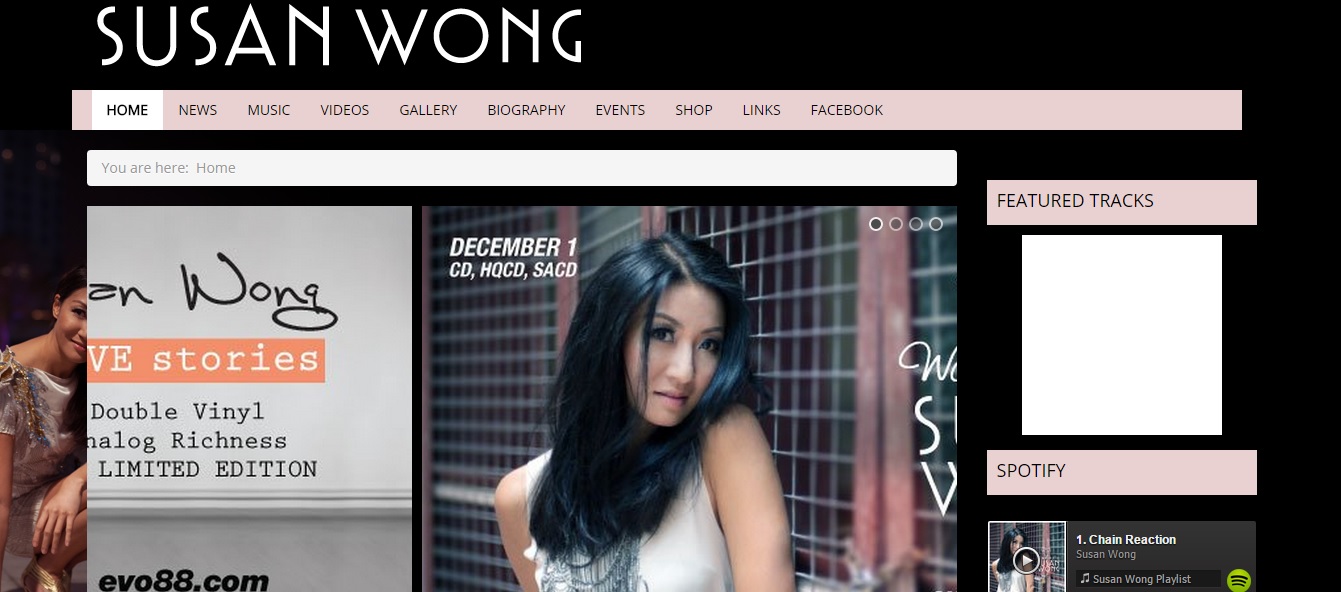 SUSAN WONG
HOME NEWS MUSIC VIDEOS GALLERY BIOGRAPHY EVENTS SHOP LINKS FACEBOOK
You are here: Home
an Wong
VE stories
Double Vinyl
nalog Richness
LIMITED EDITION
evo88.com
DECEMBER 1
CD, HQCD, SACD
FEATURED TRACKS
SPOTIFY
1. Chain Reaction
Susan Wong
Susan Wong Playlist